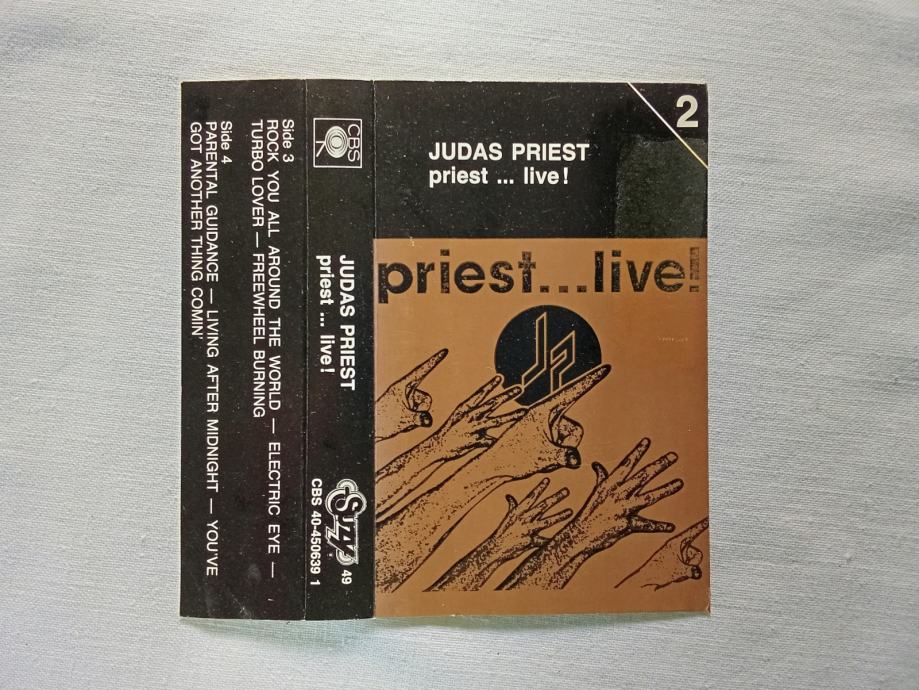 2
JUDAS PRIEST
priest ... live!
priest...live!
JP
CBS
JUDAS PRIEST
priest ... live!
SUZY
49
CBS 40-450639 1
Side 3
ROCK YOU ALL AROUND THE WORLD — ELECTRIC EYE —
TURBO LOVER — FREEWHEEL BURNING
Side 4
PARENTAL GUIDANCE — LIVING AFTER MIDNIGHT — YOU'VE
GOT ANOTHER THING COMIN'